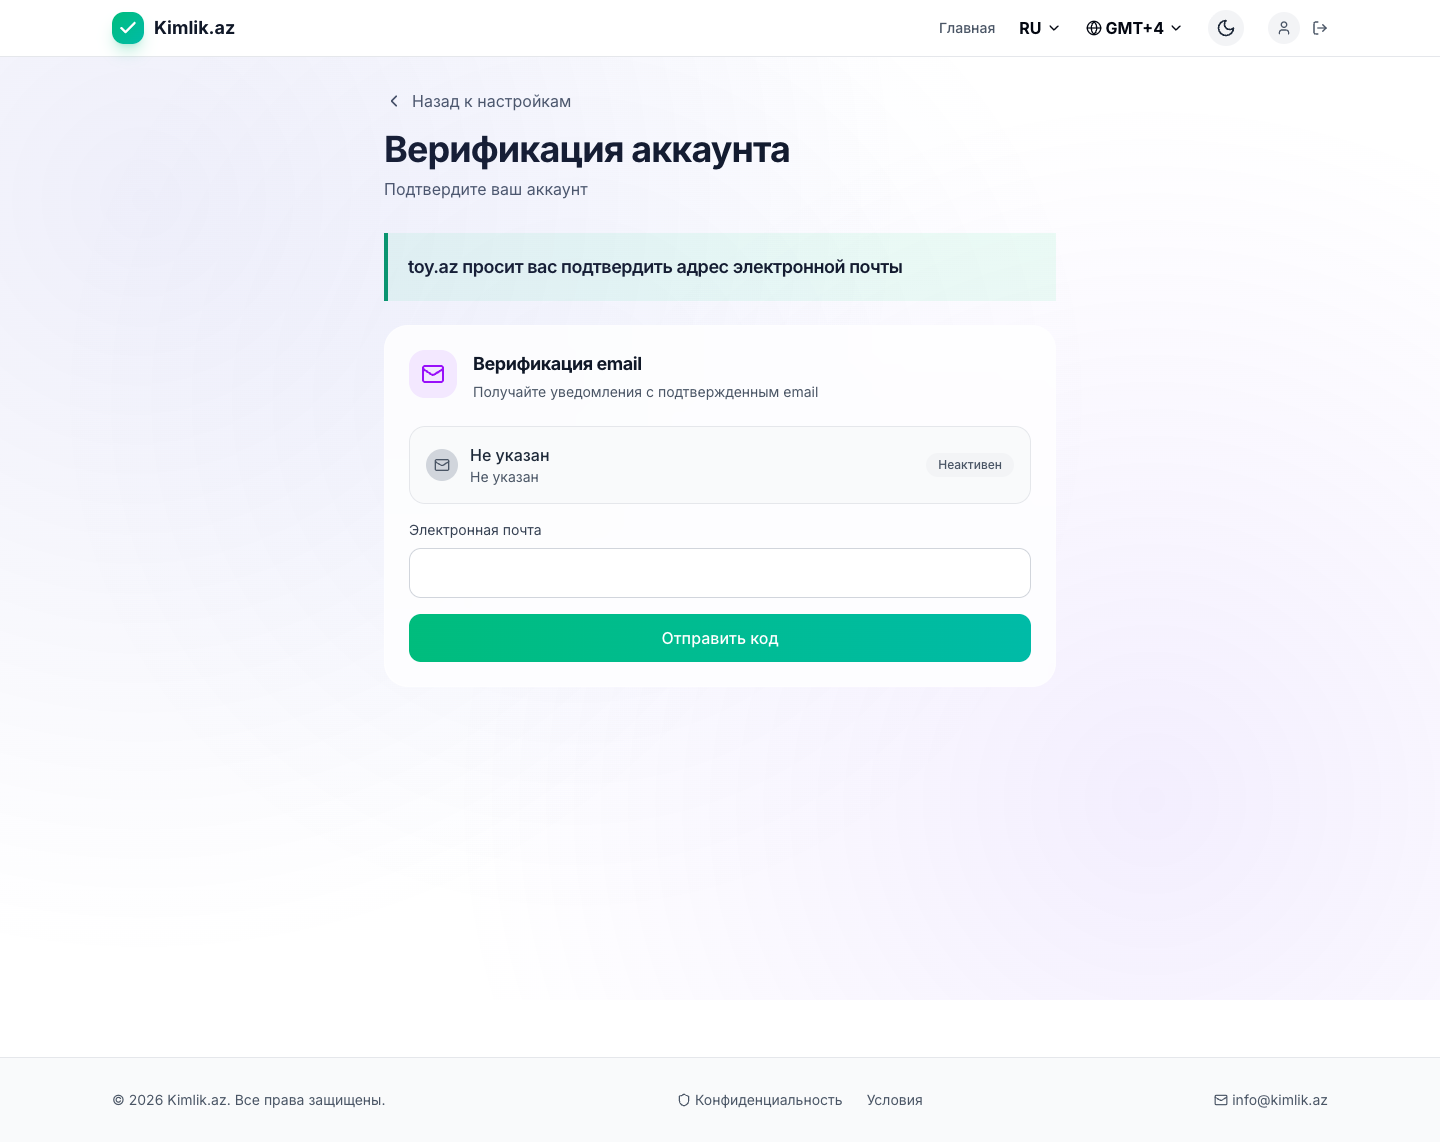 Kimlik.az
Главная
RU
GMT+4
Назад к настройкам
Верификация аккаунта
Подтвердите ваш аккаунт
toy.az просит вас подтвердить адрес электронной почты
Верификация email
Получайте уведомления с подтвержденным email
Не указан
Не указан
Неактивен
Электронная почта
Отправить код
© 2026 Kimlik.az. Все права защищены.
Конфиденциальность
Условия
info@kimlik.az